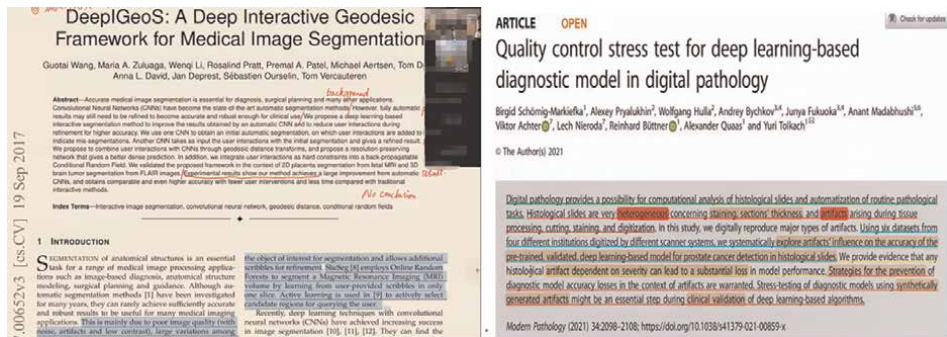 DeepIGeoS: A Deep Interactive Geodesic
Framework for Medical Image Segmentation
Guotai Wang, Maria A. Zuluaga, Wenqi Li, Rosalind Pratt, Premal A. Patel, Michael Aertsen, Tom
Anna L. David, Jan Deprest, Sébastien Ourselin, Tom Vercauteren
background
Abstract—Accurate medical image segmentation is essential for diagnosis, surgical planning and many other applications.
Convolutional Neural Networks (CNNs) have become the state-of-the-art automatic segmentation methods. However, fully automatic
results may still need to be refined to become accurate and robust enough for clinical use. We propose a deep learning-based
interactive segmentation method to improve the results obtained by an automatic CNN and to reduce user interactions during
refinement for higher accuracy. We use one CNN to obtain an initial automatic segmentation, on which user interactions are added to
indicate mis-segmentations. Another CNN takes as input the user interactions with the initial segmentation and gives a refined result.
We propose to combine user interactions with CNNs through geodesic distance transforms, and propose a resolution-preserving
network that gives a better dense prediction. In addition, we integrate user interactions as hard constraints into a back-propagatable
Conditional Random Field. We validated the proposed framework in the context of 2D placenta segmentation from fetal MRI and 3D
brain tumor segmentation from FLAIR images. Experimental results show our method achieves a large improvement from automatic
CNNs, and obtains comparable and even higher accuracy with fewer user interventions and less time compared with traditional
interactive methods.
No conclusion
Index Terms—Interactive image segmentation, convolutional neural network, geodesic distance, conditional random fields
.00652v3 [cs.CV] 19 Sep 2017
1 INTRODUCTION
SEGMENTATION of anatomical structures is an essential
task for a range of medical image processing applica-
tions such as image-based diagnosis, anatomical structure
modeling, surgical planning and guidance. Although au-
tomatic segmentation methods [1] have been investigated
for many years, they can rarely achieve sufficiently accurate
and robust results to be useful for many medical imaging
applications. This is mainly due to poor image quality (with
noise, artifacts and low contrast), large variations among
the object of interest for segmentation and allows additional
scribbles for refinement. SlicSeg [8] employs Online Random
Forests to segment a Magnetic Resonance Imaging (MRI)
volume by learning from user-provided scribbles in only
one slice. Active learning is used in [9] to actively select
candidate regions for querying the user.
Recently, deep learning techniques with convolutional
neural networks (CNNs) have achieved increasing success
in image segmentation [10], [11], [12]. They can find the
ARTICLE OPEN
Check for updates
Quality control stress test for deep learning-based
diagnostic model in digital pathology
Birgid Schömig-Markiefka1, Alexey Pryalukhin2, Wolfgang Hulla2, Andrey Bychkov3,4, Junya Fukuoka3,4, Anant Madabhushi5,6,
Viktor Achter7, Lech Nieroda7, Reinhard Büttner1, Alexander Quaas1 and Yuri Tolkach1
© The Author(s) 2021
Digital pathology provides a possibility for computational analysis of histological slides and automatization of routine pathological
tasks. Histological slides are very heterogeneous concerning staining, sections' thickness, and artifacts arising during tissue
processing, cutting, staining, and digitization. In this study, we digitally reproduce major types of artifacts. Using six datasets from
four different institutions digitized by different scanner systems, we systematically explore artifacts' influence on the accuracy of the
pre-trained, validated, deep learning-based model for prostate cancer detection in histological slides. We provide evidence that any
histological artifact dependent on severity can lead to a substantial loss in model performance. Strategies for the prevention of
diagnostic model accuracy losses in the context of artifacts are warranted. Stress-testing of diagnostic models using synthetically
generated artifacts might be an essential step during clinical validation of deep learning-based algorithms.
Modern Pathology (2021) 34:2098–2108; https://doi.org/10.1038/s41379-021-00859-x